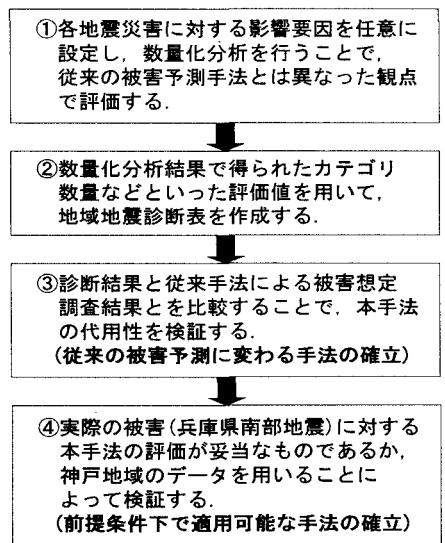 ①各地震災害に対する影響要因を任意に
設定し，数量化分析を行うことで，
従来の被害予測手法とは異なった観点
で評価する．
②数量化分析結果で得られたカテゴリ
数量などといった評価値を用いて，
地域地震診断表を作成する．
③診断結果と従来手法による被害想定
調査結果とを比較することで，本手法
の代用性を検証する．
(従来の被害予測に変わる手法の確立)
④実際の被害(兵庫県南部地震)に対する
本手法の評価が妥当なものであるか，
神戸地域のデータを用いることに
よって検証する．
(前提条件下で適用可能な手法の確立)